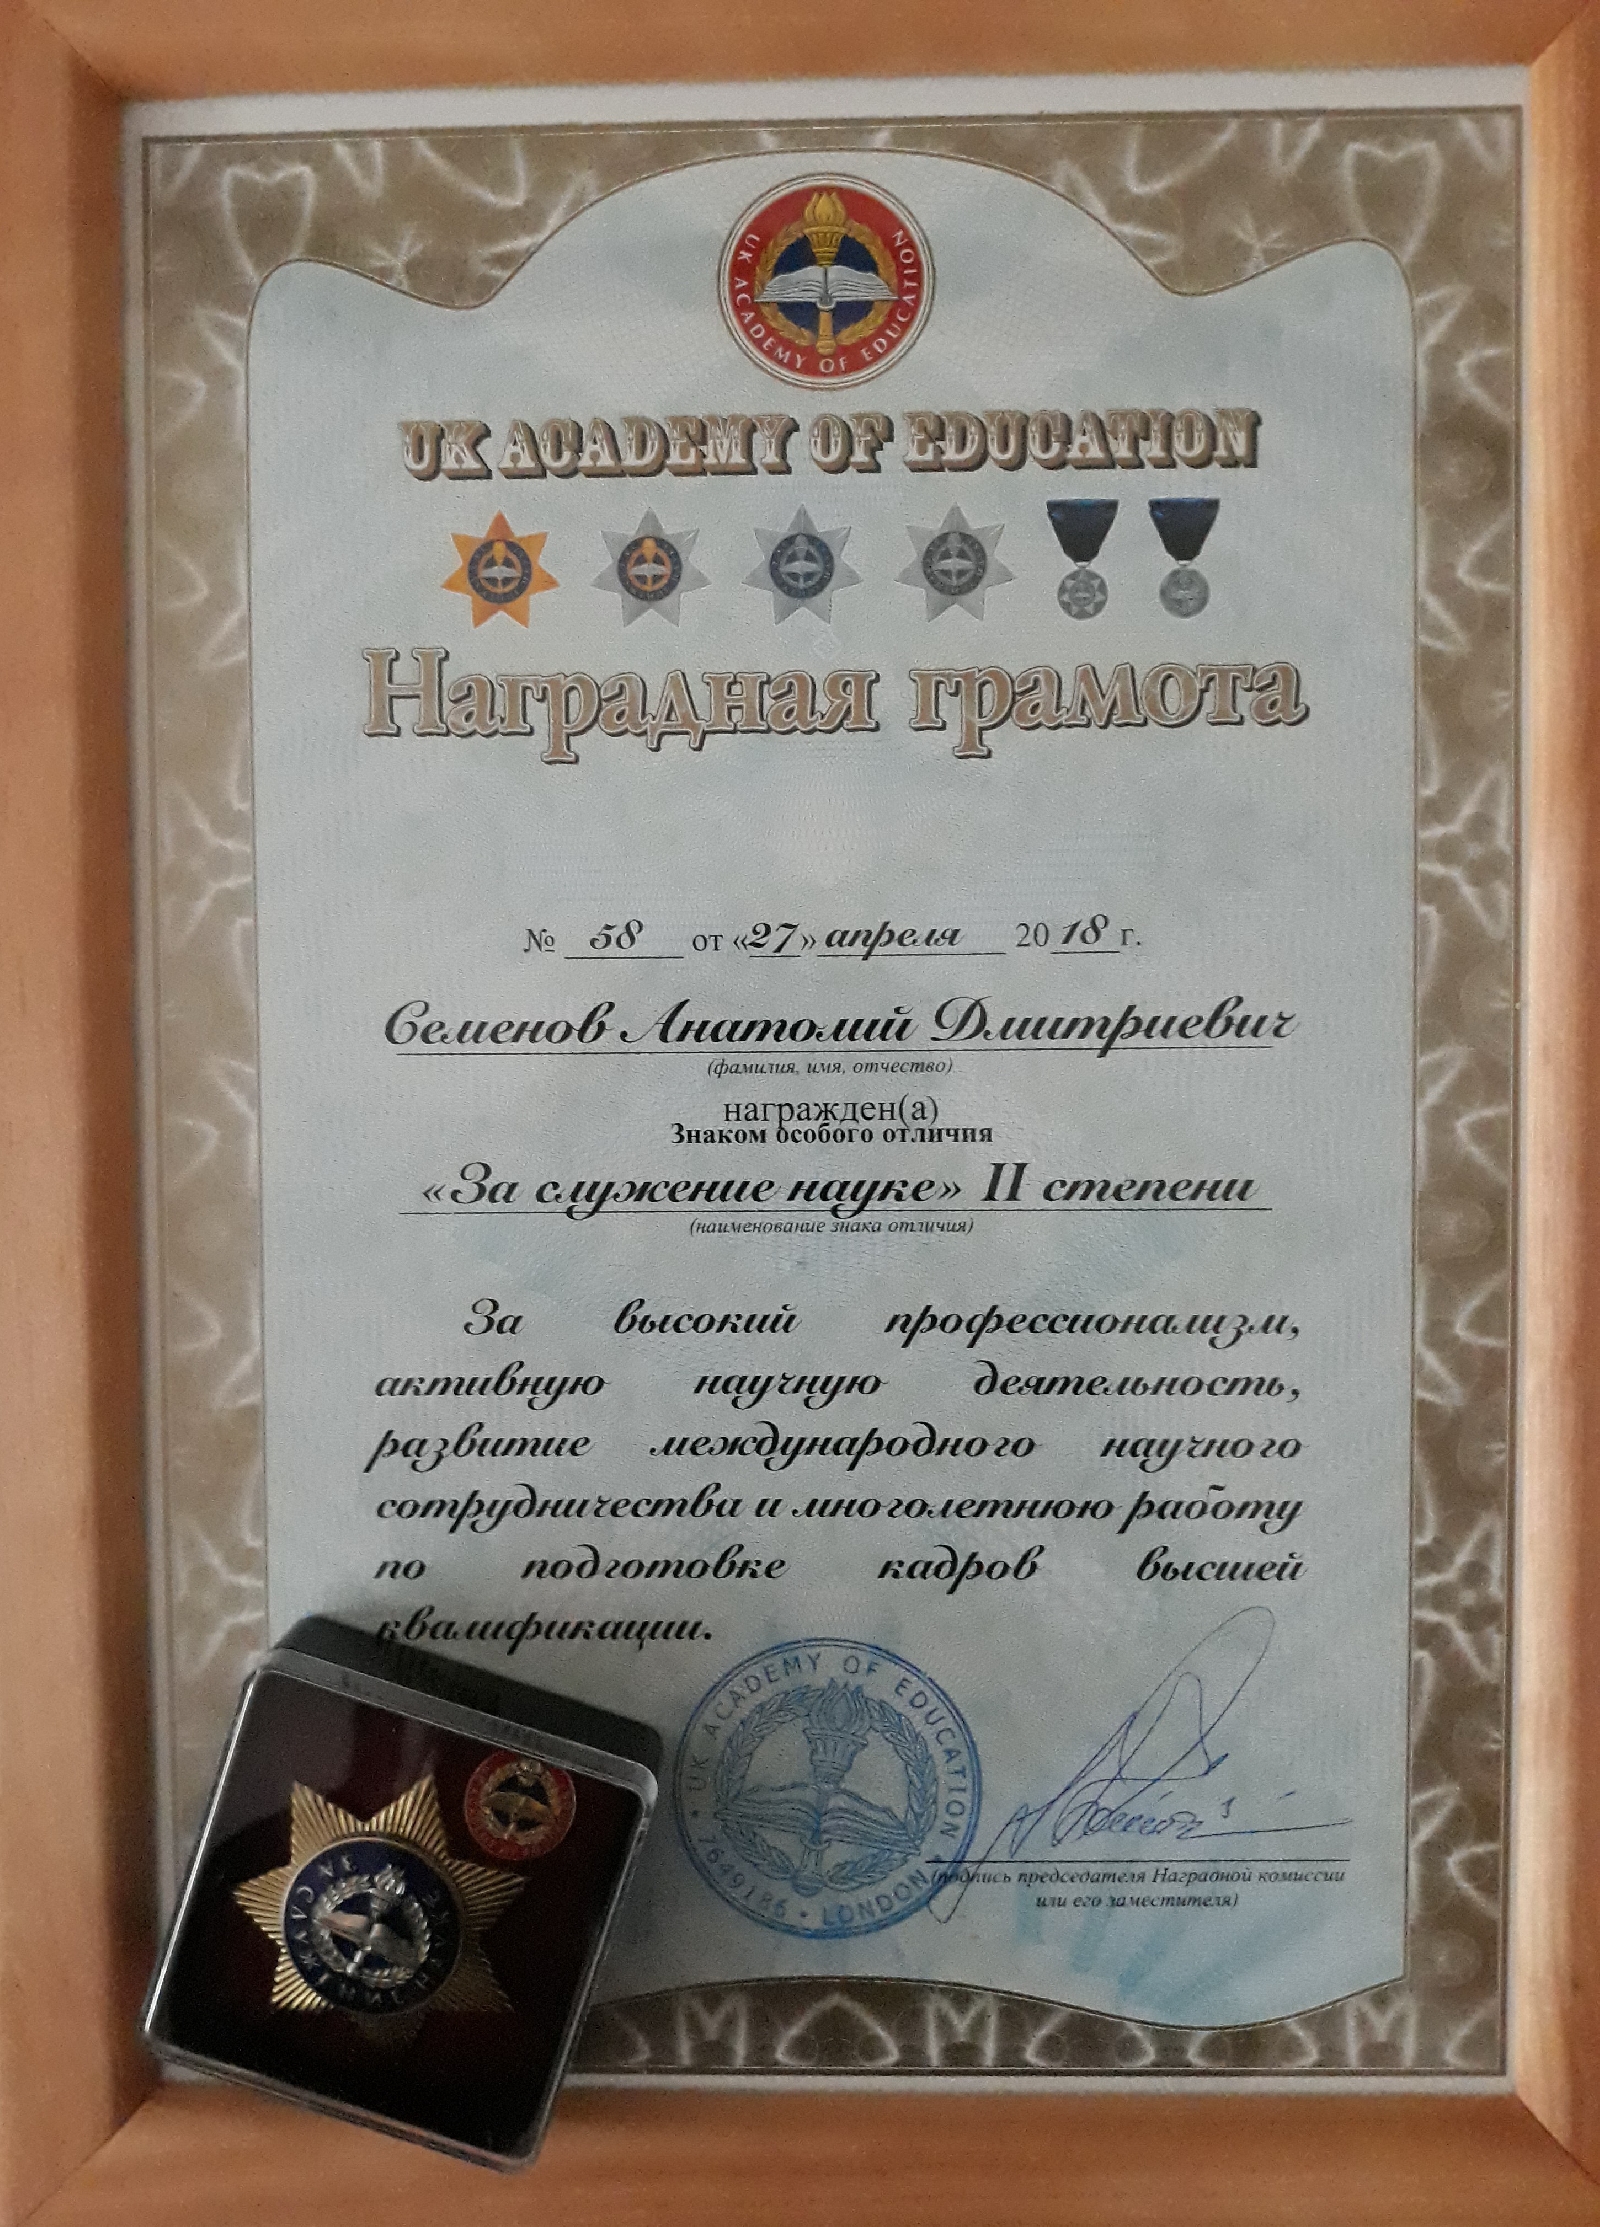 UK ACADEMY OF EDUCATION
UK ACADEMY OF EDUCATION
Наградная грамота
№ 58 от «27» апреля 2018 г.
Семенов Анатолий Дмитриевич
(фамилия, имя, отчество)
награжден(а)
Знаком особого отличия
«За служение науке» II степени
(наименование знака отличия)
За высокий профессионализм,
активную научную деятельность,
развитие международного научного
сотрудничества и многолетнюю работу
по подготовке кадров высшей
квалификации.
UK ACADEMY OF EDUCATION • 7649186 • LONDON •
(подпись председателя Наградной комиссии
или его заместителя)